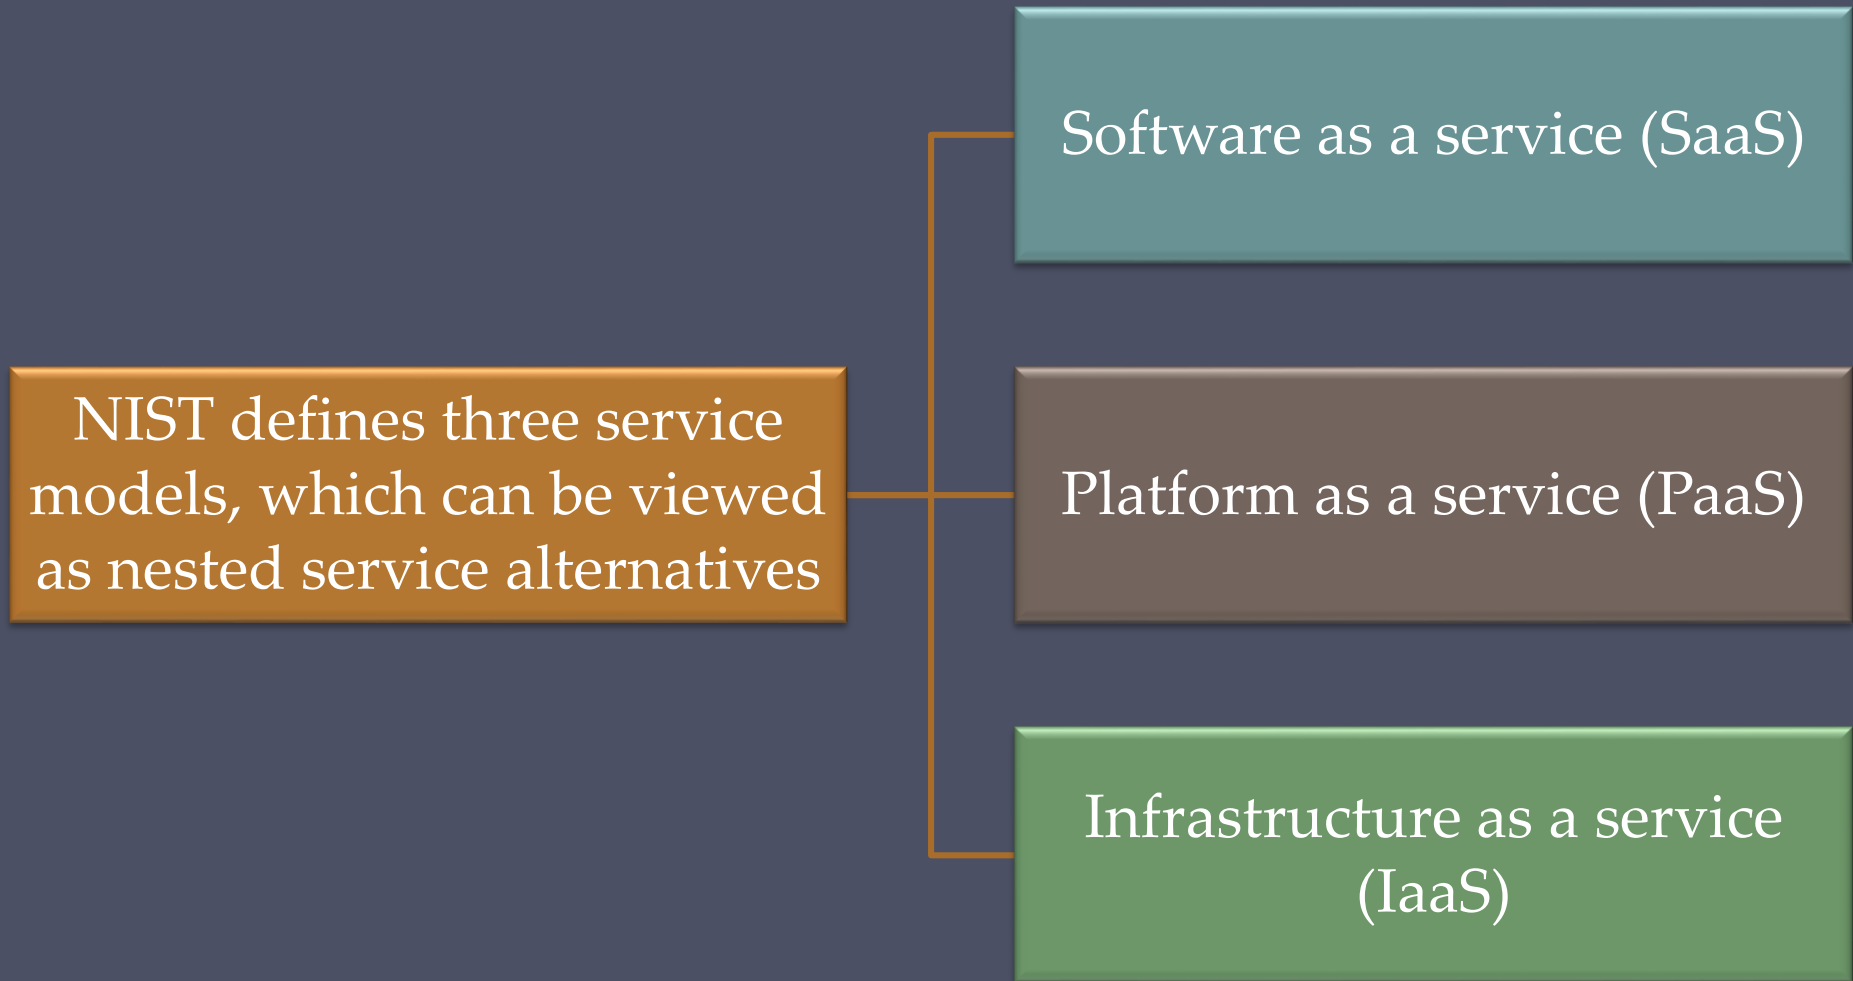 NIST defines three service
models, which can be viewed
as nested service alternatives
Software as a service (SaaS)
Platform as a service (PaaS)
Infrastructure as a service
(IaaS)